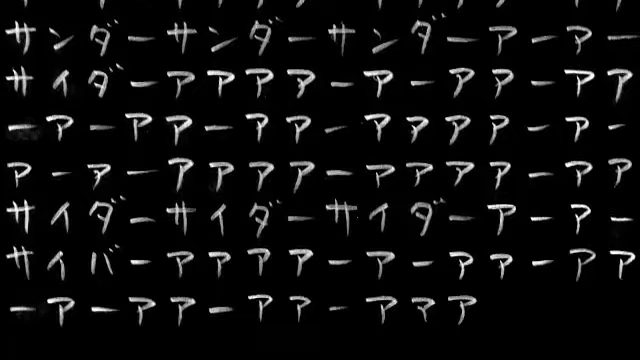 サンダーサンダーサンダーアーアー
サイダーアアアアーアーアアーアア
ーアーアアーアアーアアアアーアー
アーアーアアアアーアアアアーアア
サイダーサイダーサイダーアーアー
サイバーアアアアーアーアアーアア
ーアーアアーアアーアアア